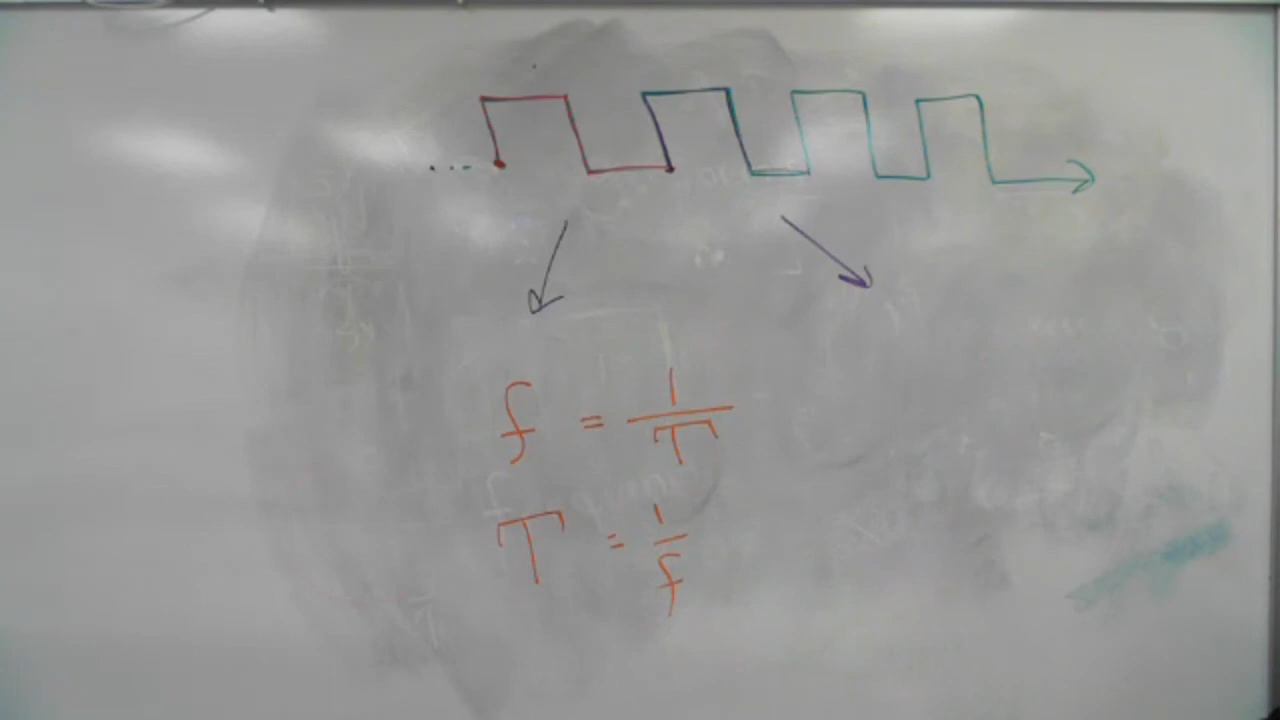 ...
f = 1/T
T = 1/f